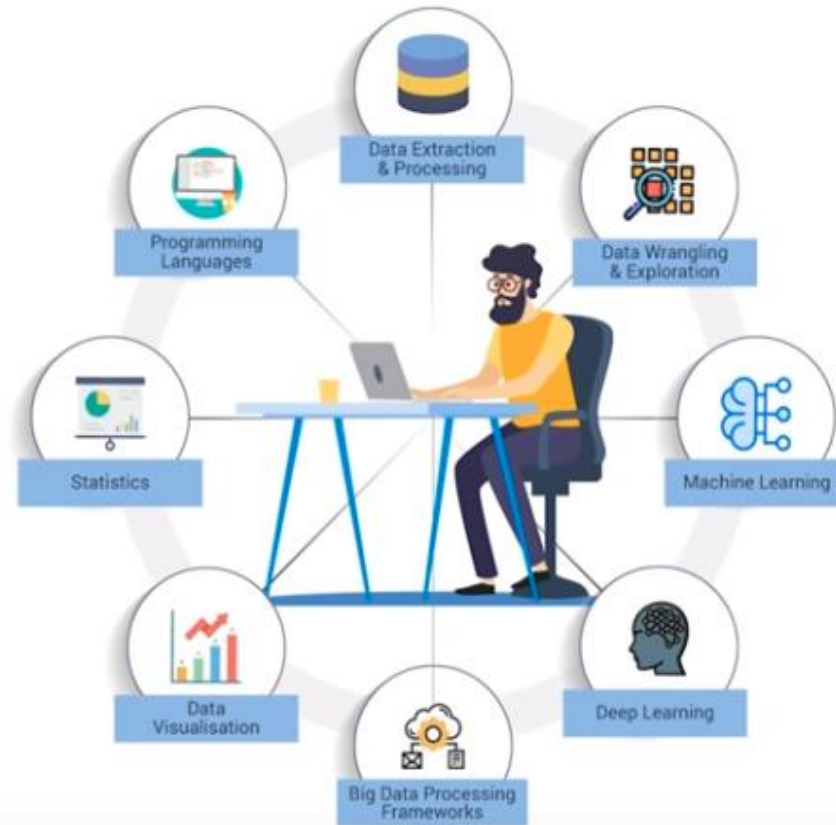 Data Extraction
& Processing
Data Wrangling
& Exploration
Machine Learning
Deep Learning
Big Data Processing
Frameworks
Data
Visualisation
Statistics
Programming
Languages